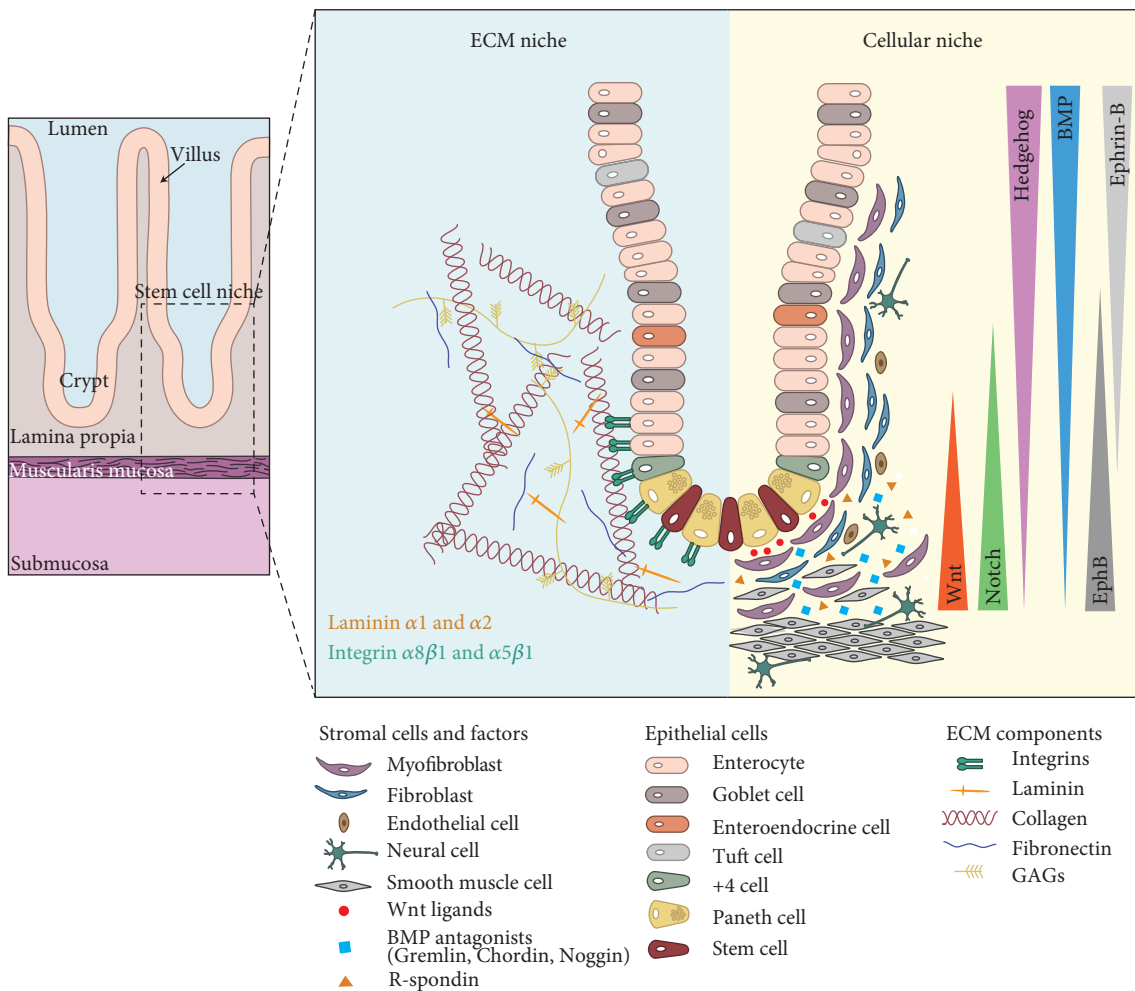 ECM niche
Cellular niche
Lumen
Villus
Stem cell niche
Crypt
Lamina propia
Muscularis mucosa
Submucosa
Hedgehog
BMP
Ephrin-B
Wnt
Notch
EphB
Laminin α1 and α2
Integrin α8β1 and α5β1
Stromal cells and factors
Myofibroblast
Fibroblast
Endothelial cell
Neural cell
Smooth muscle cell
Wnt ligands
BMP antagonists
(Gremlin, Chordin, Noggin)
R-spondin
Epithelial cells
Enterocyte
Goblet cell
Enteroendocrine cell
Tuft cell
+4 cell
Paneth cell
Stem cell
ECM components
Integrins
Laminin
Collagen
Fibronectin
GAGs